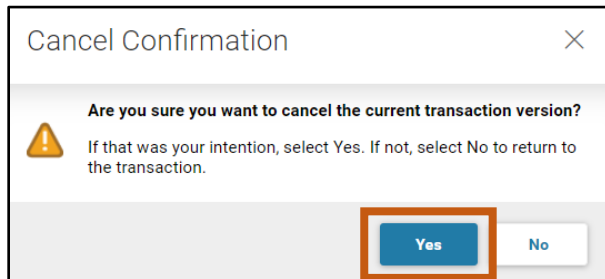 Cancel Confirmation
Are you sure you want to cancel the current transaction version?
If that was your intention, select Yes. If not, select No to return to
the transaction.
Yes No